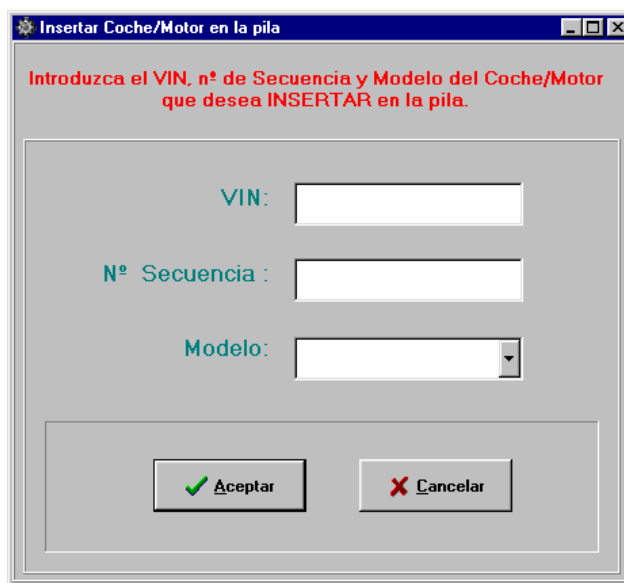 Insertar Coche/Motor en la pila
Introduzca el VIN, nº de Secuencia y Modelo del Coche/Motor
que desea INSERTAR en la pila.
VIN:
Nº Secuencia :
Modelo:
Aceptar
Cancelar